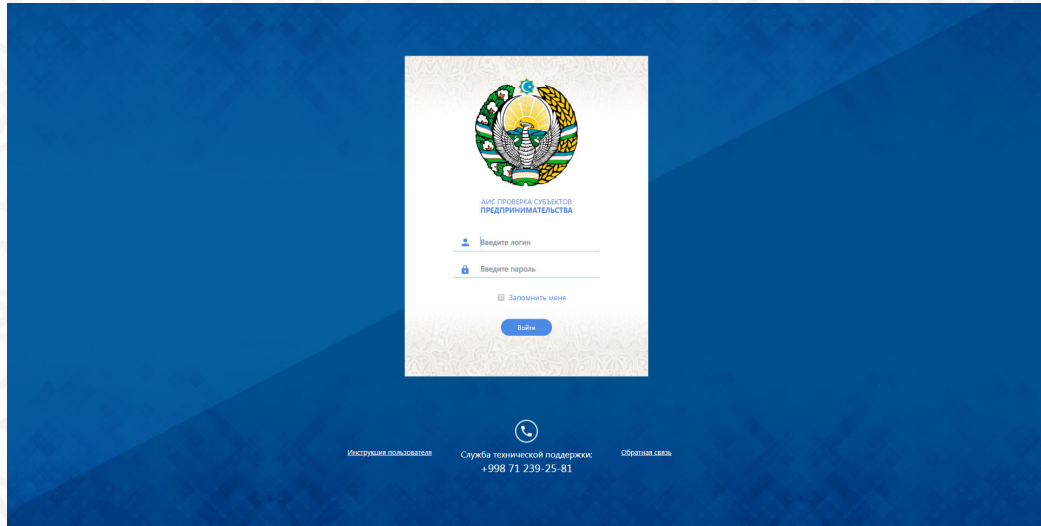 АИС ПРОВЕРКА СУБЪЕКТОВ
ПРЕДПРИНИМАТЕЛЬСТВА
Введите логин
Введите пароль
Запомнить меня
Войти
Инструкция пользователя
Служба технической поддержки:
+998 71 239-25-81
Обратная связь